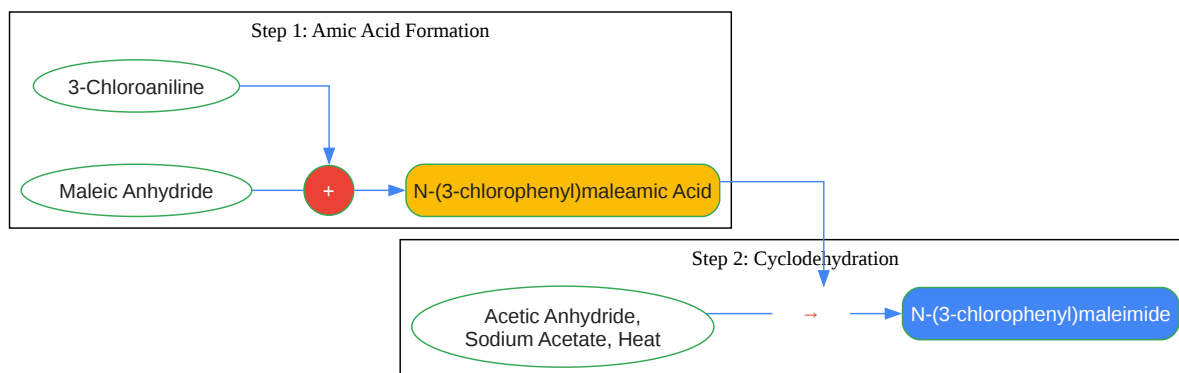 Step 1: Amic Acid Formation
3-Chloroaniline
Maleic Anhydride
+
N-(3-chlorophenyl)maleamic Acid
Step 2: Cyclodehydration
Acetic Anhydride,
Sodium Acetate, Heat
→
N-(3-chlorophenyl)maleimide